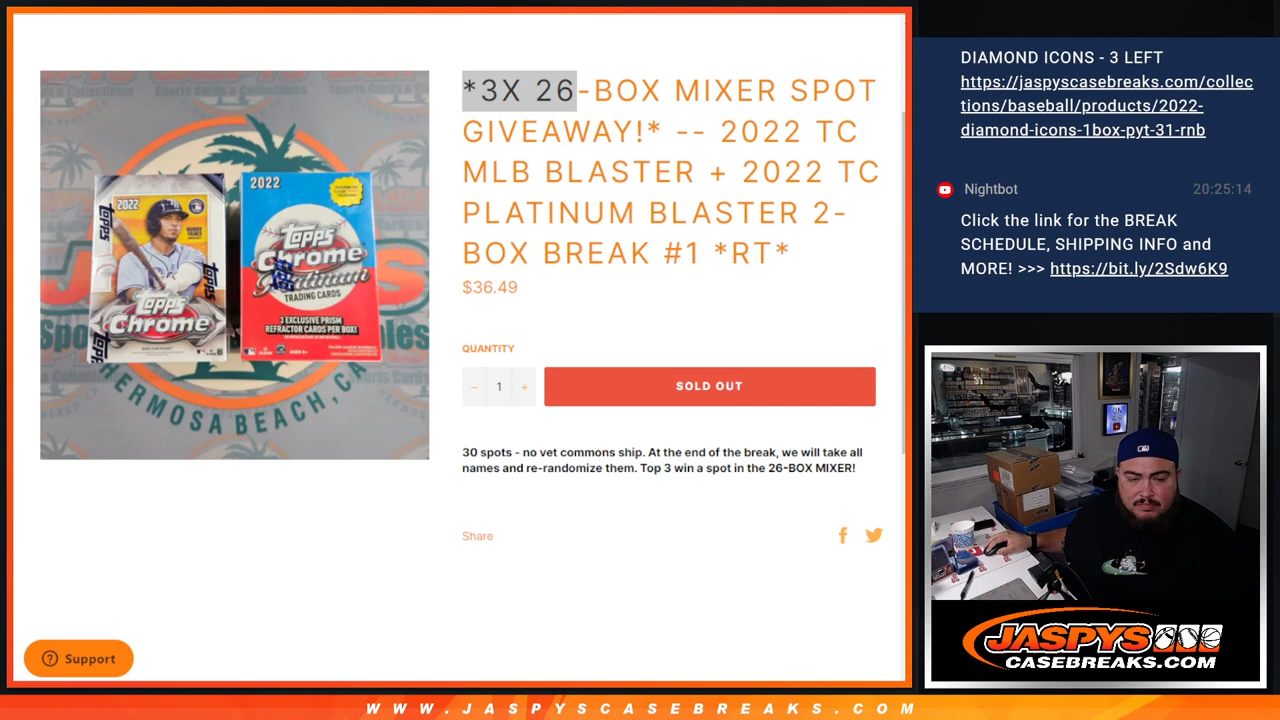 *3X 26-BOX MIXER SPOT
GIVEAWAY!* -- 2022 TC
MLB BLASTER + 2022 TC
PLATINUM BLASTER 2-
BOX BREAK #1 *RT*
$36.49
QUANTITY
− 1 +
SOLD OUT
30 spots - no vet commons ship. At the end of the break, we will take all
names and re-randomize them. Top 3 win a spot in the 26-BOX MIXER!
Share
Support
2022
Topps
Chrome
2022
Topps
Chrome
Platinum
TRADING CARDS
3 EXCLUSIVE PRISM
REFRACTOR CARDS PER BOX!
HERMOSA BEACH, CA
DIAMOND ICONS - 3 LEFT
https://jaspyscasebreaks.com/collec
tions/baseball/products/2022-
diamond-icons-1box-pyt-31-rnb
Nightbot 20:25:14
Click the link for the BREAK
SCHEDULE, SHIPPING INFO and
MORE! >>> https://bit.ly/2Sdw6K9
JASPYS
CASEBREAKS.COM
WWW.JASPYSCASEBREAKS.COM